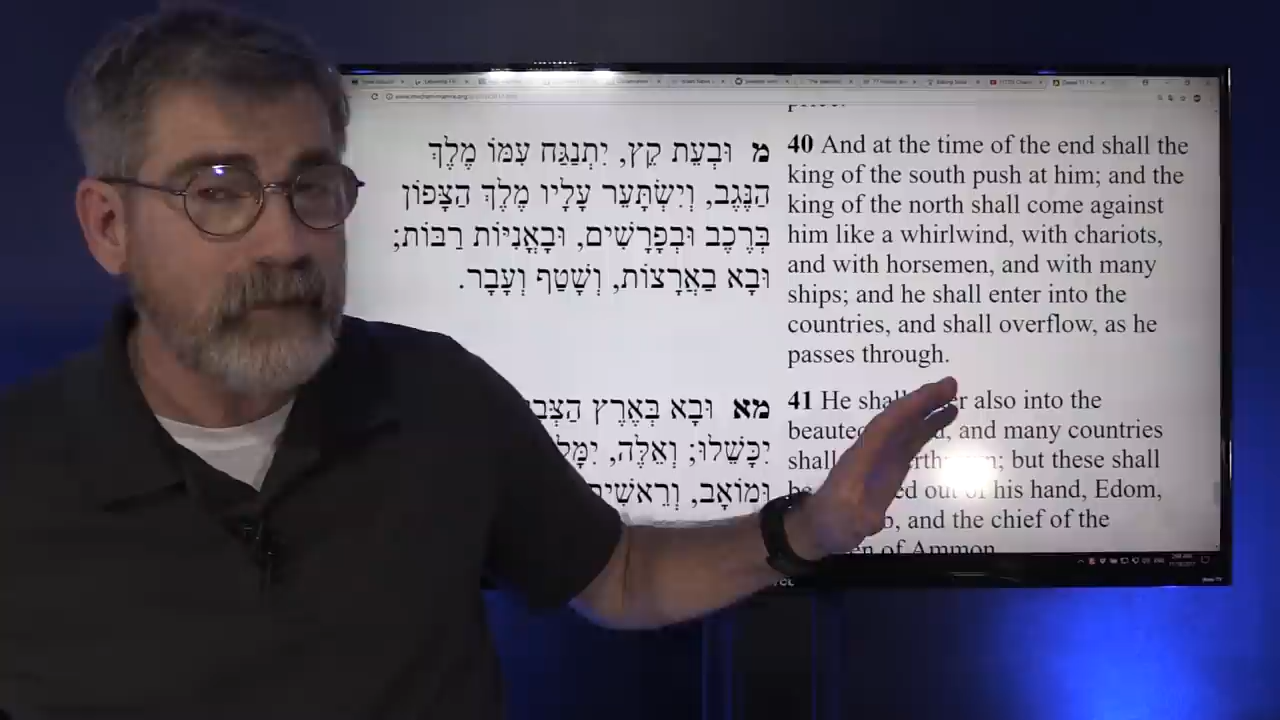 מ וּבְעֵת קֵץ, יִתְנַגַּח עִמּוֹ מֶלֶךְ
הַנֶּגֶב, וְיִשְׂתָּעֵר עָלָיו מֶלֶךְ הַצָּפוֹן
בְּרֶכֶב וּבְפָרָשִׁים, וּבָאֳנִיּוֹת רַבּוֹת;
וּבָא בַאֲרָצוֹת, וְשָׁטַף וְעָבָר.
40 And at the time of the end shall the
king of the south push at him; and the
king of the north shall come against
him like a whirlwind, with chariots,
and with horsemen, and with many
ships; and he shall enter into the
countries, and shall overflow, as he
passes through.
מא וּבָא בְּאֶרֶץ
יִכָּשֵׁלוּ; וְאֵלֶּה,
וּמוֹאָב,
41 He also into the
and many countries
shall but these shall
out of his hand, Edom,
and the chief of the
of Ammon